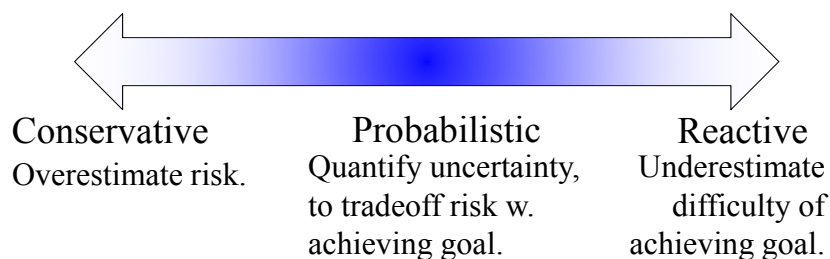 Conservative
Overestimate risk.
Probabilistic
Quantify uncertainty,
to tradeoff risk w.
achieving goal.
Reactive
Underestimate
difficulty of
achieving goal.